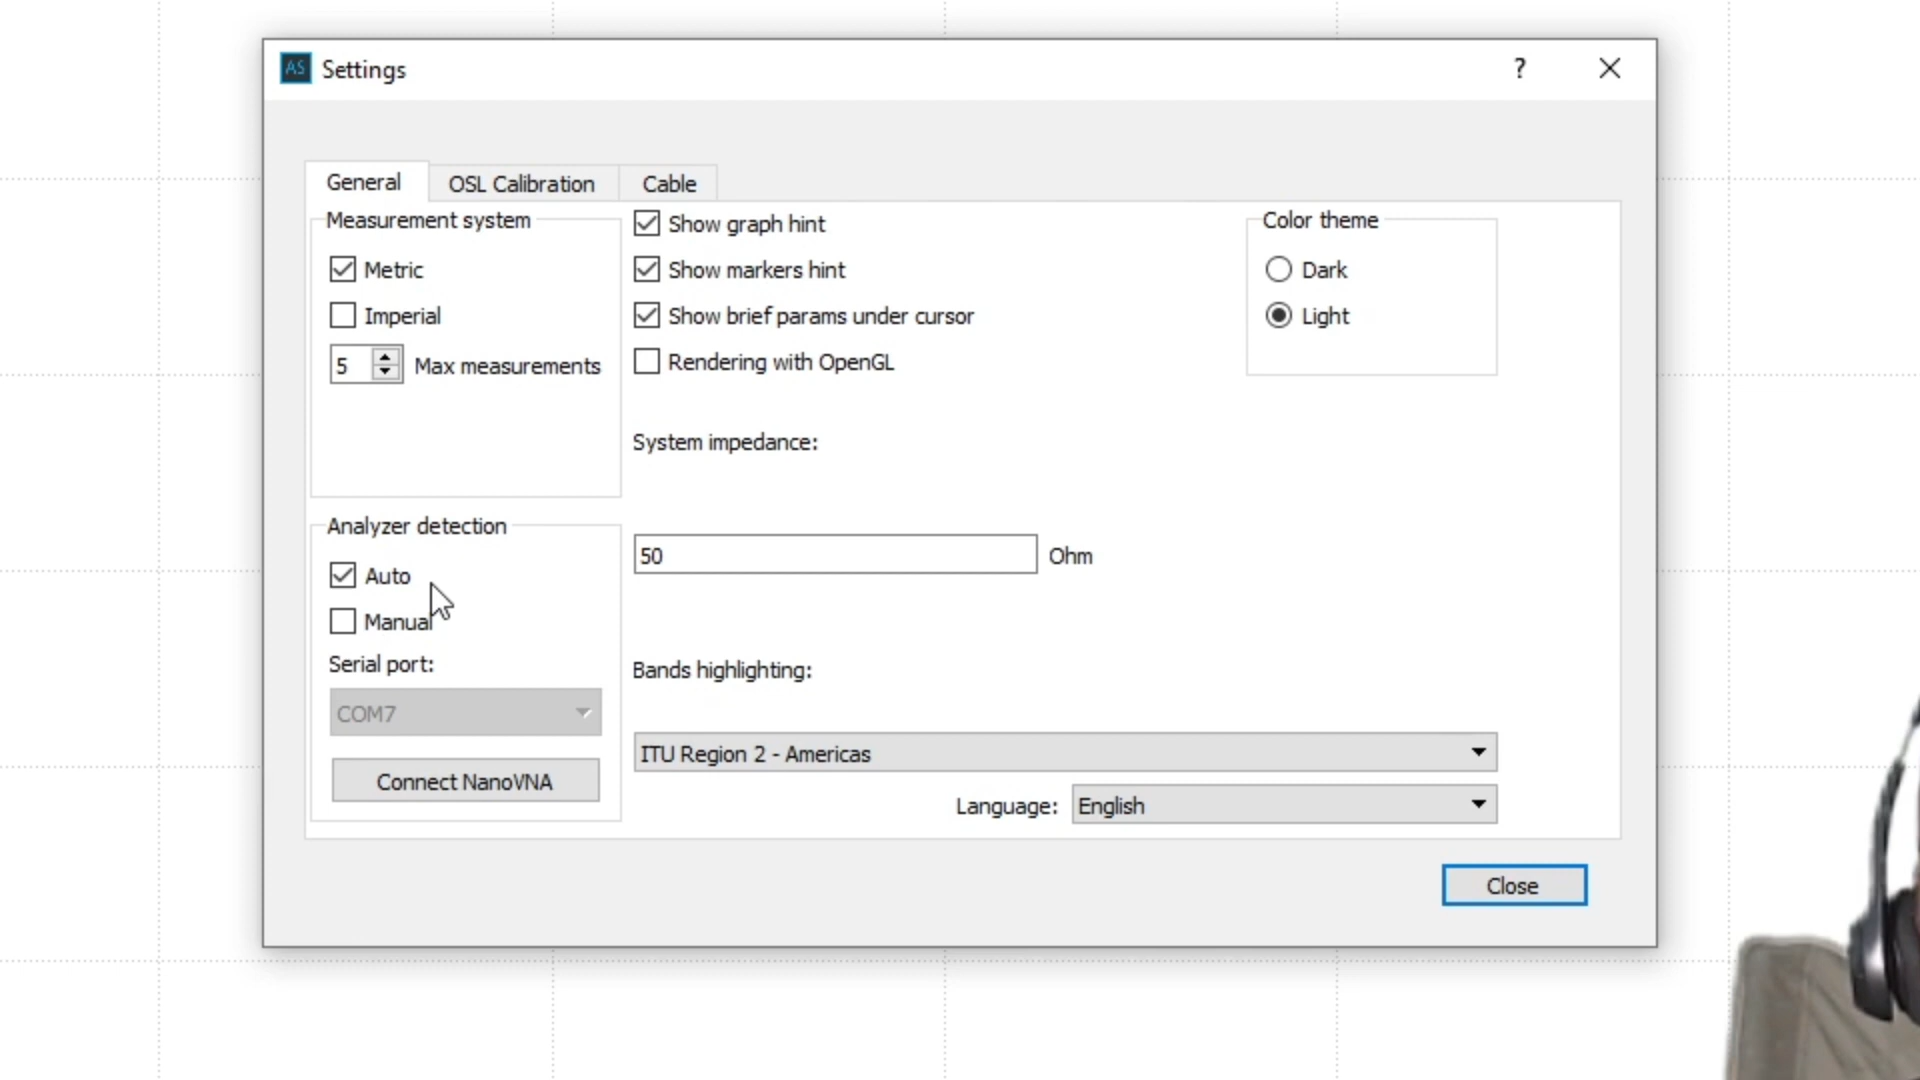 AS Settings ?
General OSL Calibration Cable
Measurement system
Metric
Imperial
5 Max measurements
Show graph hint
Show markers hint
Show brief params under cursor
Rendering with OpenGL
Color theme
Dark
Light
System impedance:
50 Ohm
Analyzer detection
Auto
Manual
Serial port:
COM7
Connect NanoVNA
Bands highlighting:
ITU Region 2 - Americas
Language: English
Close